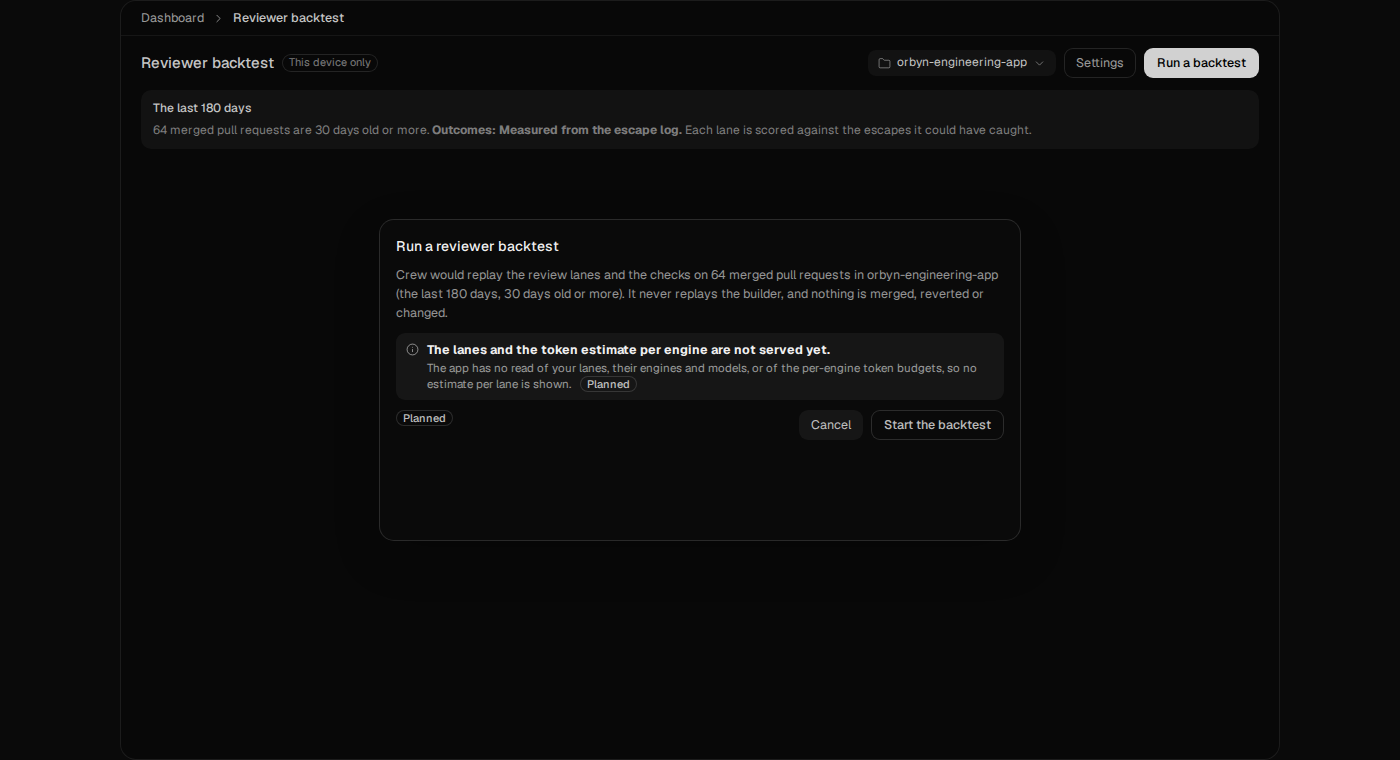 Dashboard > Reviewer backtest
Reviewer backtest This device only orbyn-engineering-app Settings Run a backtest
The last 180 days
64 merged pull requests are 30 days old or more. Outcomes: Measured from the escape log. Each lane is scored against the escapes it could have caught.
Run a reviewer backtest
Crew would replay the review lanes and the checks on 64 merged pull requests in orbyn-engineering-app
(the last 180 days, 30 days old or more). It never replays the builder, and nothing is merged, reverted or
changed.
The lanes and the token estimate per engine are not served yet.
The app has no read of your lanes, their engines and models, or of the per-engine token budgets, so no
estimate per lane is shown. Planned
Planned Cancel Start the backtest